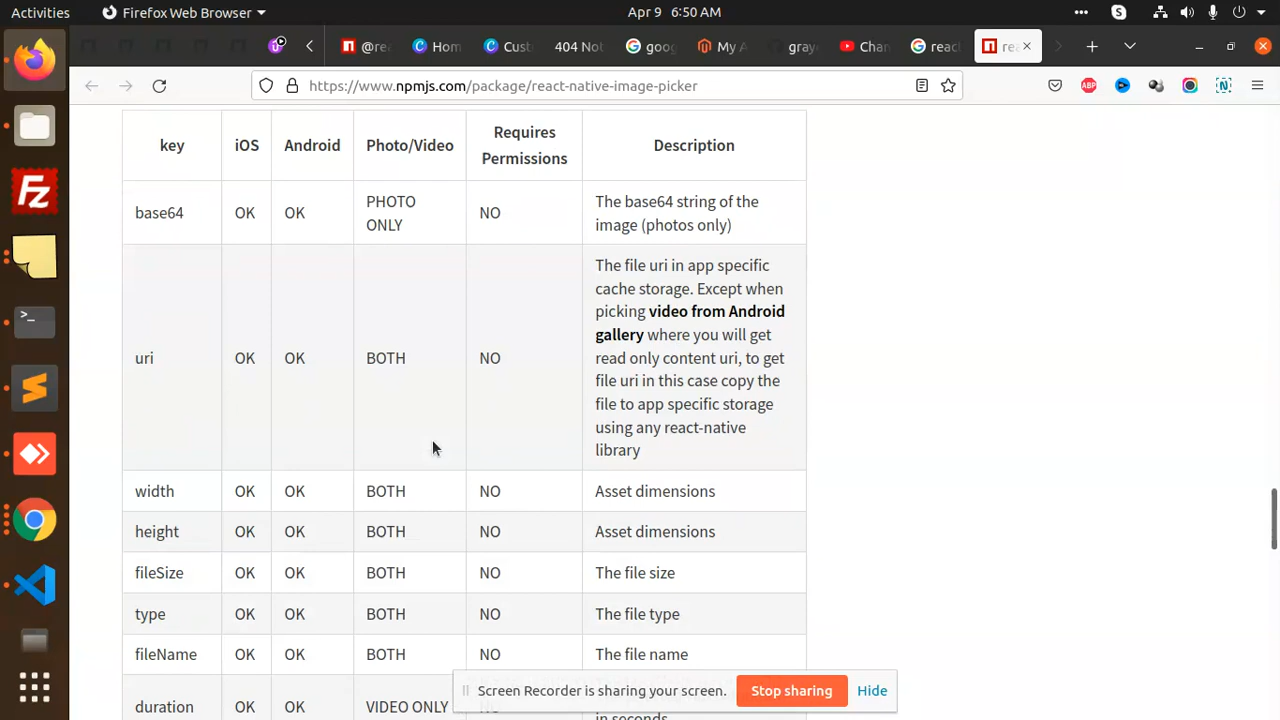 Activities
Firefox Web Browser
Apr 9 6:50 AM
@re
Hom
Cus
404 No
goog
My A
gray
Chan
reac
re
https://www.npmjs.com/package/react-native-image-picker
key iOS Android Photo/Video Requires Permissions Description
base64 OK OK PHOTO ONLY NO The base64 string of the
image (photos only)
uri OK OK BOTH NO The file uri in app specific
cache storage. Except when
picking video from Android
gallery where you will get
read only content uri, to get
file uri in this case copy the
file to app specific storage
using any react-native
library
width OK OK BOTH NO Asset dimensions
height OK OK BOTH NO Asset dimensions
fileSize OK OK BOTH NO The file size
type OK OK BOTH NO The file type
fileName OK OK BOTH NO The file name
duration OK OK VIDEO ONLY
in seconds
Screen Recorder is sharing your screen. Stop sharing Hide